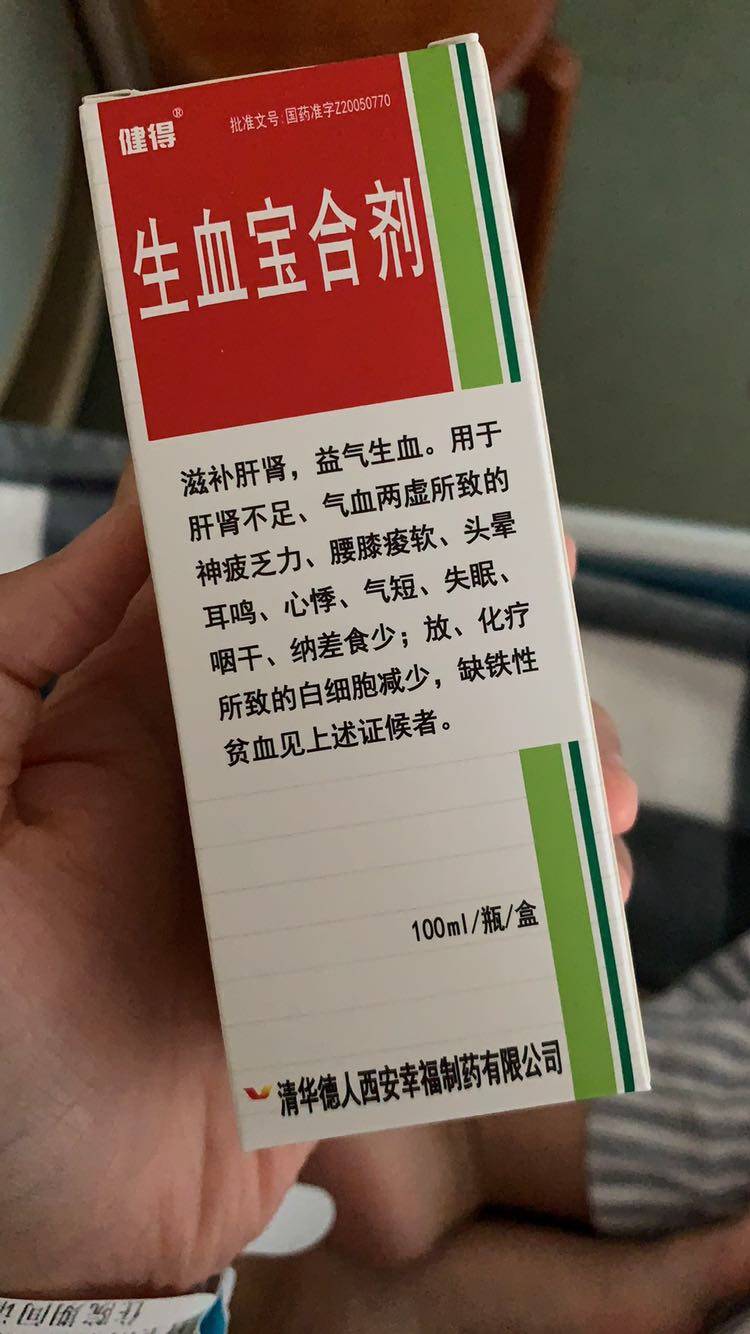 健得®
批准文号:国药准字Z20050770
生血宝合剂
滋补肝肾，益气生血。用于
肝肾不足、气血两虚所致的
神疲乏力、腰膝痠软、头晕
耳鸣、心悸、气短、失眠、
咽干、纳差食少；放、化疗
所致的白细胞减少，缺铁性
贫血见上述证候者。
100ml/瓶/盒
清华德人西安幸福制药有限公司
住院期间